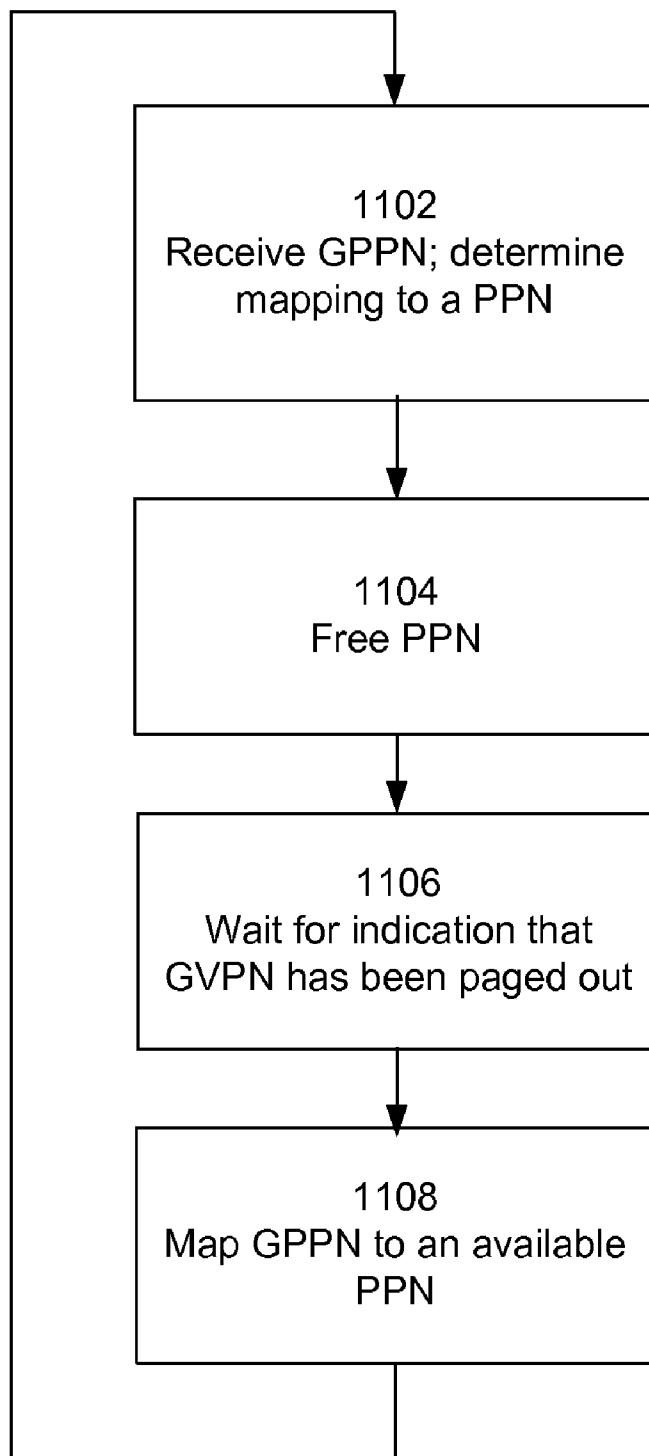 1102
Receive GPPN; determine
mapping to a PPN
1104
Free PPN
1106
Wait for indication that
GVPN has been paged out
1108
Map GPPN to an available
PPN